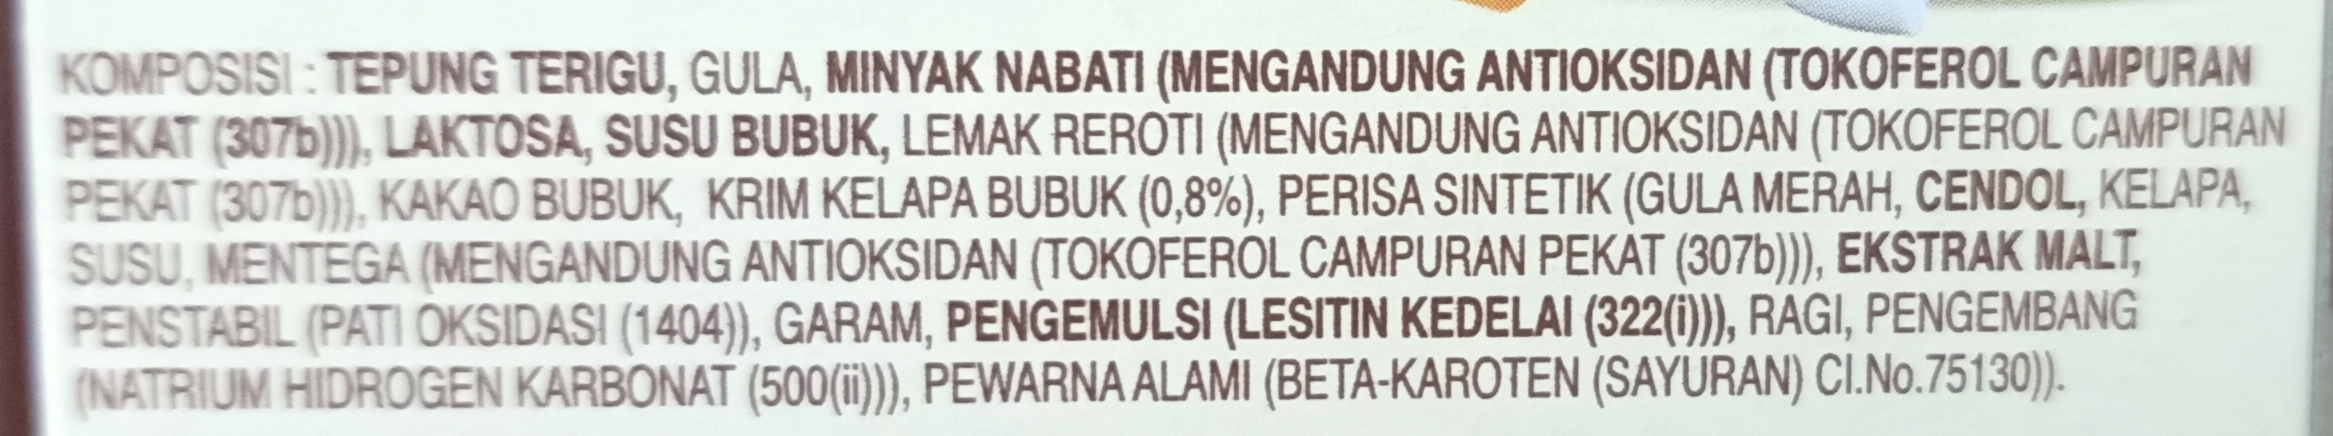 KOMPOSISI : TEPUNG TERIGU, GULA, MINYAK NABATI (MENGANDUNG ANTIOKSIDAN (TOKOFEROL CAMPURAN
PEKAT (307b))), LAKTOSA, SUSU BUBUK, LEMAK REROTI (MENGANDUNG ANTIOKSIDAN (TOKOFEROL CAMPURAN
PEKAT (307b))), KAKAO BUBUK, KRIM KELAPA BUBUK (0,8%), PERISA SINTETIK (GULA MERAH, CENDOL, KELAPA,
SUSU, MENTEGA (MENGANDUNG ANTIOKSIDAN (TOKOFEROL CAMPURAN PEKAT (307b))), EKSTRAK MALT,
PENSTABIL (PATI OKSIDASI (1404)), GARAM, PENGEMULSI (LESITIN KEDELAI (322(i))), RAGI, PENGEMBANG
(NATRIUM HIDROGEN KARBONAT (500(ii))), PEWARNA ALAMI (BETA-KAROTEN (SAYURAN) CI.No.75130)).